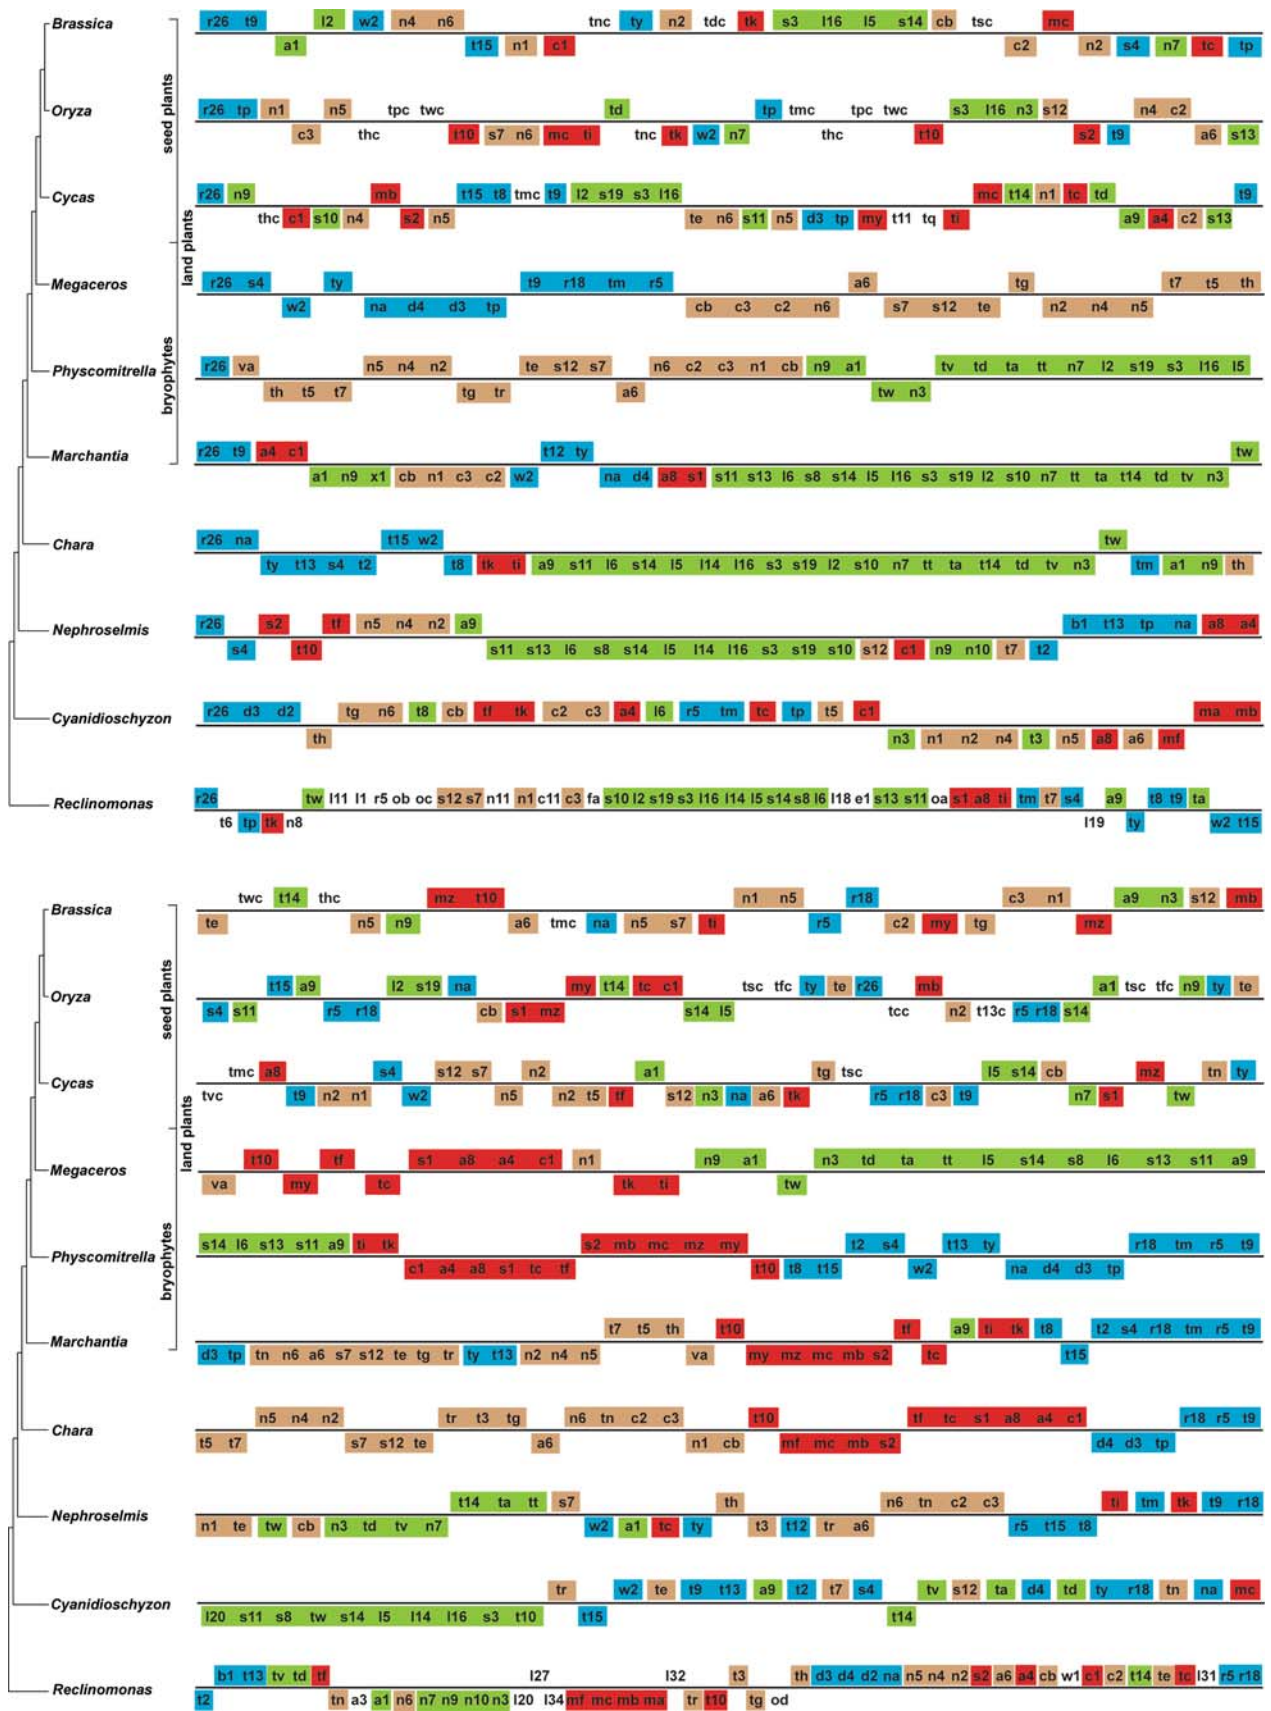 r26 t9 l2 w2 n4 n6 tnc ty n2 tdc tk s3 l16 l5 s14 cb tsc mc
Brassica
a1 t15 n1 c1 c2 n2 s4 n7 tc tp
r26 tp n1 n5 tpc twc td tp tmc tpc twc s3 l16 n3 s12 n4 c2
Oryza
c3 thc t10 s7 n6 mc ti tnc tk w2 n7 thc t10 s2 t9 a6 s13
seed plants
r26 n9 mb t15 t8 tmc t9 l2 s19 s3 l16 mc t14 n1 tc td t9
Cycas
thc c1 s10 n4 s2 n5 te n6 s11 n5 d3 tp my t11 tq ti a9 a4 c2 s13
land plants
r26 s4 ty t9 r18 tm r5 a6 tg t7 t5 th
Megaceros
w2 na d4 d3 tp cb c3 c2 n6 s7 s12 te n2 n4 n5
r26 va n5 n4 n2 te s12 s7 n6 c2 c3 n1 cb n9 a1 tv td ta tt n7 l2 s19 s3 l16 l5
Physcomitrella
th t5 t7 tg tr a6 tw n3
bryophytes
r26 t9 a4 c1 t12 ty tw
Marchantia
a1 n9 x1 cb n1 c3 c2 w2 na d4 a8 s1 s11 s13 l6 s8 s14 l5 l16 s3 s19 l2 s10 n7 tt ta t14 td tv n3
r26 na t15 w2 tw
Chara
ty t13 s4 t2 t8 tk ti a9 s11 l6 s14 l5 l14 l16 s3 s19 l2 s10 n7 tt ta t14 td tv n3 tm a1 n9 th
r26 s2 tf n5 n4 n2 a9 b1 t13 tp na a8 a4
Nephroselmis
s4 t10 s11 s13 l6 s8 s14 l5 l14 l16 s3 s19 s10 s12 c1 n9 n10 t7 t2
r26 d3 d2 tg n6 t8 cb tf tk c2 c3 a4 l6 r5 tm tc tp t5 c1 ma mb
Cyanidioschyzon
th n3 n1 n2 n4 t3 n5 a8 a6 mf
r26 tw l11 l1 r5 ob oc s12 s7 n11 n1 c11 c3 fa s10 l2 s19 s3 l16 l14 l5 s14 s8 l6 l18 e1 s13 s11 oa s1 a8 ti tm t7 s4 a9 t8 t9 ta
Reclinomonas
t6 tp tk n8 l19 ty w2 t15
twc t14 thc mz t10 n1 n5 r18 c3 n1 a9 n3 s12 mb
Brassica
te n5 n9 a6 tmc na n5 s7 ti r5 c2 my tg mz
t15 a9 l2 s19 na my t14 tc c1 tsc tfc ty te r26 mb a1 tsc tfc n9 ty te
Oryza
s4 s11 r5 r18 cb s1 mz s14 l5 tcc n2 t13c r5 r18 s14
seed plants
tmc a8 s4 s12 s7 n2 a1 tg tsc l5 s14 cb mz tn ty
Cycas
tvc t9 n2 n1 w2 n5 n2 t5 tf s12 n3 na a6 tk r5 r18 c3 t9 n7 s1 tw
land plants
t10 tf s1 a8 a4 c1 n1 n9 a1 n3 td ta tt l5 s14 s8 l6 s13 s11 a9
Megaceros
va my tc tk ti tw
s14 l6 s13 s11 a9 ti tk s2 mb mc mz my t2 s4 t13 ty r18 tm r5 t9
Physcomitrella
c1 a4 a8 s1 tc tf t10 t8 t15 w2 na d4 d3 tp
bryophytes
t7 t5 th t10 tf a9 ti tk t8 t2 s4 r18 tm r5 t9
Marchantia
d3 tp tn n6 a6 s7 s12 te tg tr ty t13 n2 n4 n5 va my mz mc mb s2 tc t15
n5 n4 n2 tr t3 tg n6 tn c2 c3 t10 tf tc s1 a8 a4 c1 r18 r5 t9
Chara
t5 t7 s7 s12 te a6 n1 cb mf mc mb s2 d4 d3 tp
t14 ta tt s7 th n6 tn c2 c3 ti tm tk t9 r18
Nephroselmis
n1 te tw cb n3 td tv n7 w2 a1 tc ty t3 t12 tr a6 r5 t15 t8
tr w2 te t9 t13 a9 t2 t7 s4 tv s12 ta d4 td ty r18 tn na mc
Cyanidioschyzon
l20 s11 s8 tw s14 l5 l14 l16 s3 t10 t15 t14
b1 t13 tv td tf l27 l32 t3 th d3 d4 d2 na n5 n4 n2 s2 a6 a4 cb w1 c1 c2 t14 te tc l31 r5 r18
Reclinomonas
t2 tn a3 a1 n6 n7 n9 n10 n3 l20 l34 mf mc mb ma tr t10 tg od